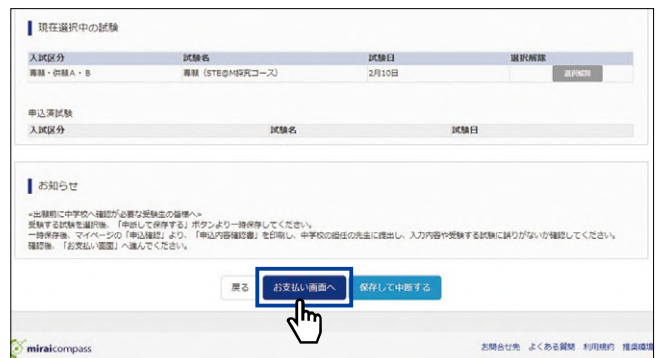 現在選択中の試験
入試区分 試験名 試験日 選択解除
専願・併願A・B 専願（STE@M探究コース） 2月10日 選択解除
申込済試験
入試区分 試験名 試験日
お知らせ
<出願前に中学校へ確認が必要な受験生の皆様へ>
受験する試験を選択後、「中断して保存する」ボタンより一時保存してください。
一時保存後、マイページの「申込確認」より、「申込内容確認書」を印刷し、中学校の担任の先生に提出し、入力内容や受験する試験に誤りがないか確認してください。
確認後、「お支払い画面」へ進んでください。
戻る お支払い画面へ 保存して中断する
miraicompass お問合せ先 よくある質問 利用規約 推奨環境